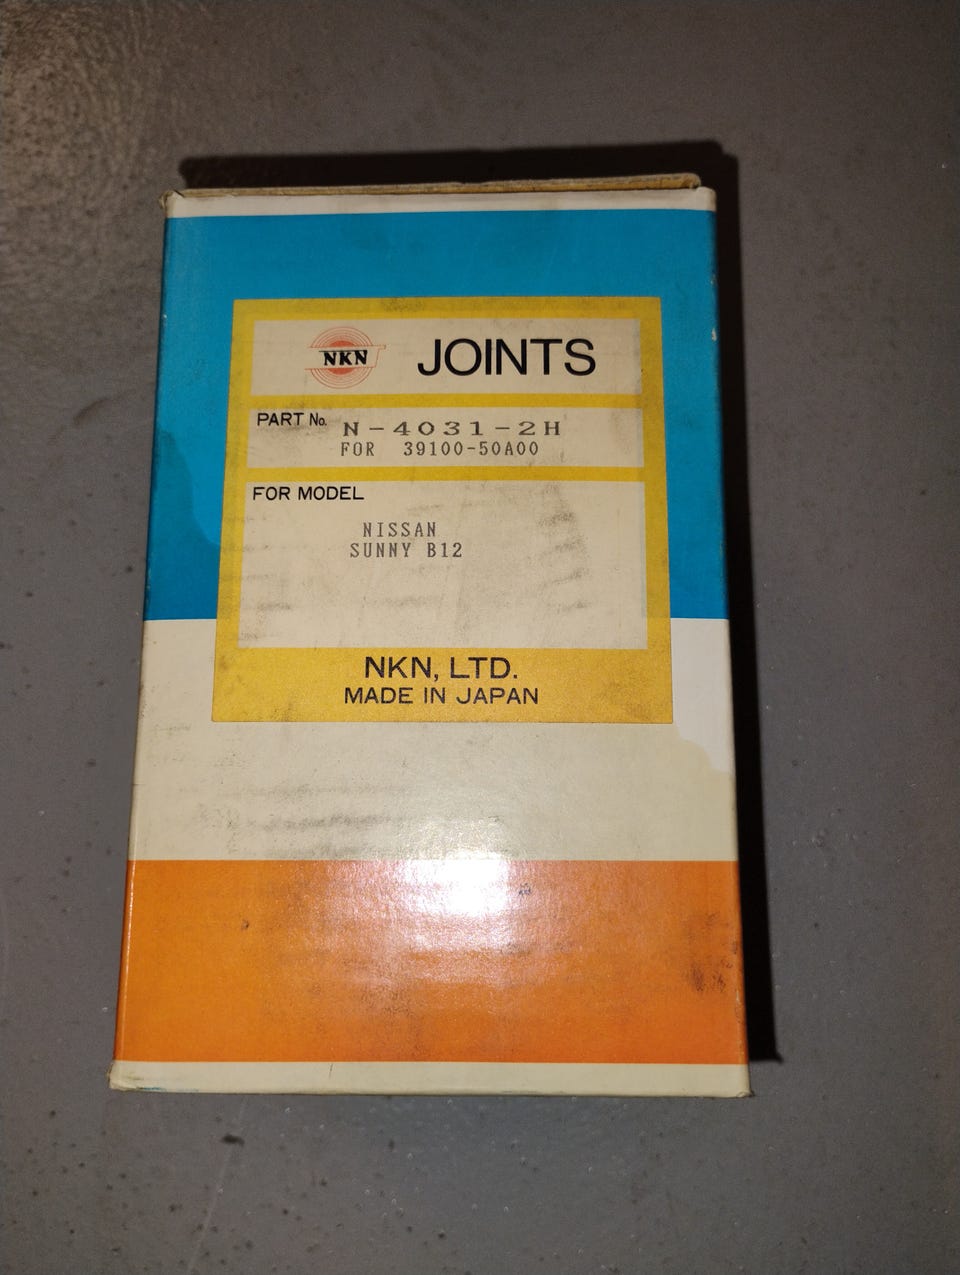 NKN JOINTS
PART No. N-4031-2H
FOR 39100-50A00
FOR MODEL
NISSAN
SUNNY B12
NKN, LTD.
MADE IN JAPAN